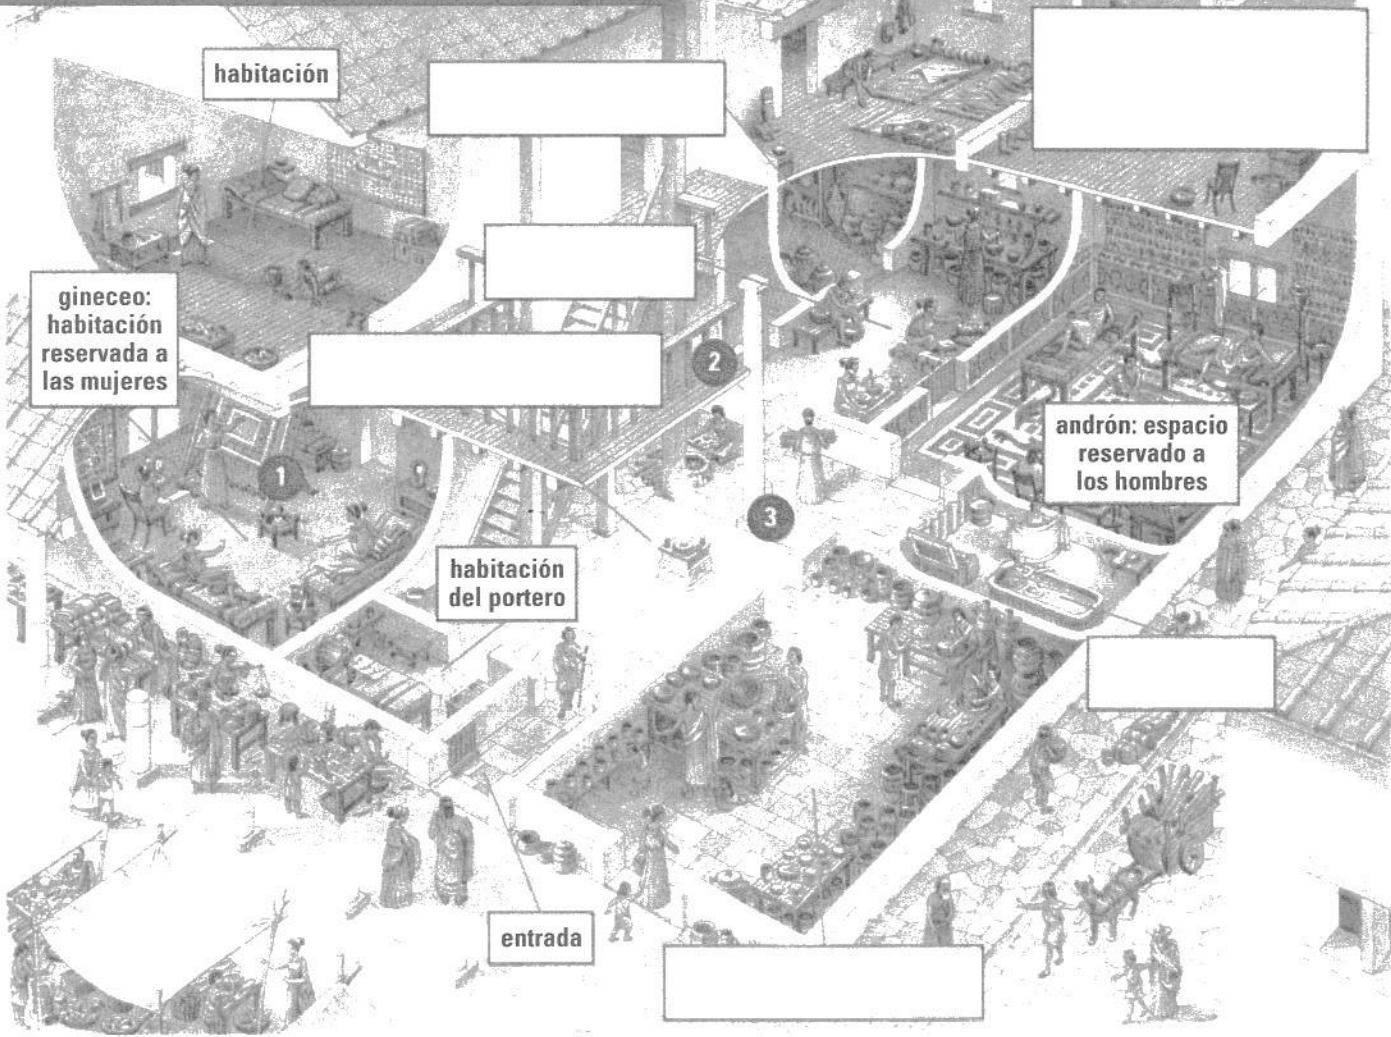 habitación
gineceo:
habitación
reservada a
las mujeres
2
andrón: espacio
reservado a
los hombres
1
3
habitación
del portero
entrada